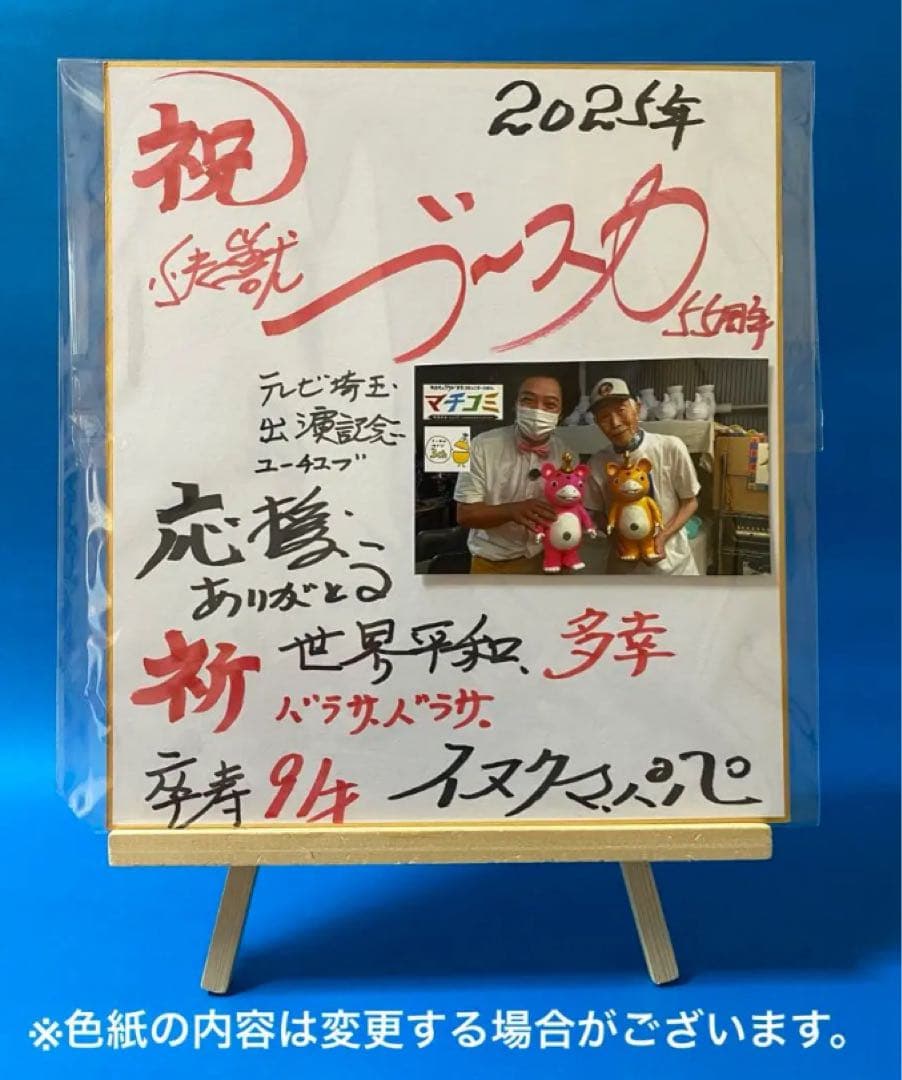 2025年
祝
快獣
ブースカ
55周年
テレビ埼玉・
出演記念
ユーチュブ
マチコミ
応援、
ありがとう
祈
世界平和、多幸
バラサバラサ
卒寿 91才
イヌクマパパ
※色紙の内容は変更する場合がございます。